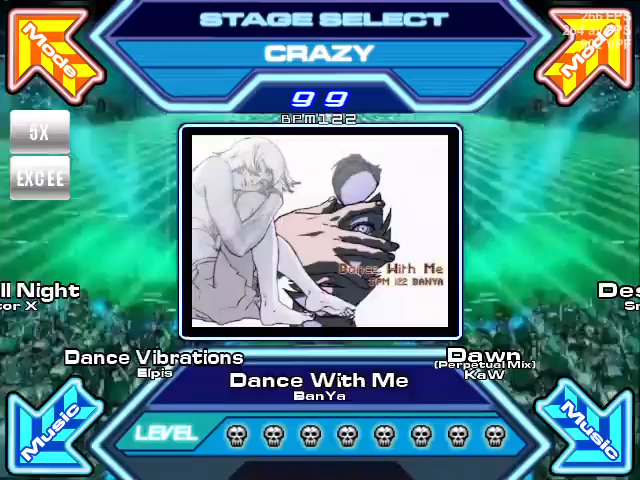 STAGE SELECT
CRAZY
99
BPM122
Mode
Mode
5X
EXCEE
Dance With Me
BPM 122 BANYA
ll Night
tor X
Des
Dance Vibrations
Elpis
Dawn
(Perpetual Mix)
KaW
Dance With Me
BanYa
Music
LEVEL
Music